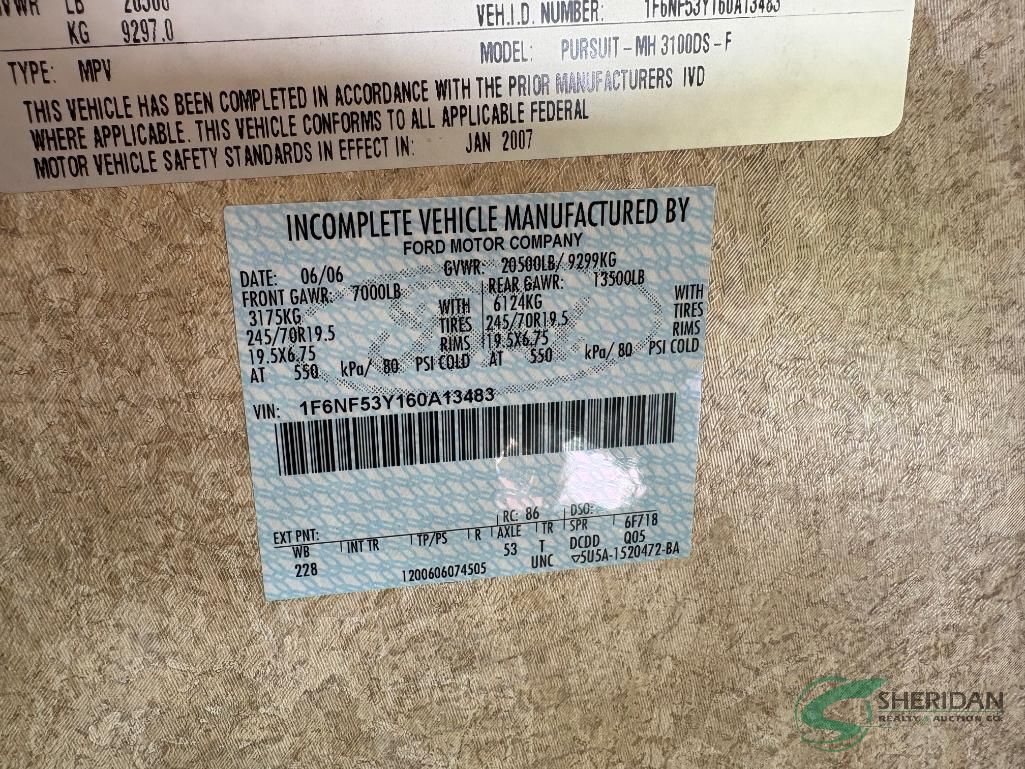 LB 20500
KG 9297.0
VEH.I.D. NUMBER: 1F6NF53Y160A13483
MODEL: PURSUIT - MH 3100DS - F
TYPE: MPV
THIS VEHICLE HAS BEEN COMPLETED IN ACCORDANCE WITH THE PRIOR MANUFACTURERS IVD
WHERE APPLICABLE. THIS VEHICLE CONFORMS TO ALL APPLICABLE FEDERAL
MOTOR VEHICLE SAFETY STANDARDS IN EFFECT IN: JAN 2007
INCOMPLETE VEHICLE MANUFACTURED BY
FORD MOTOR COMPANY
DATE: 06/06 GVWR: 20500LB/ 9299KG
FRONT GAWR: 7000LB REAR GAWR: 13500LB
3175KG WITH 6124KG WITH
245/70R19.5 TIRES 245/70R19.5 TIRES
19.5X6.75 RIMS 19.5X6.75 RIMS
AT 550 kPa/ 80 PSI COLD AT 550 kPa/ 80 PSI COLD
VIN: 1F6NF53Y160A13483
EXT PNT: RC: 86 DSO:
WB INT TR TP/PS R AXLE TR SPR 6F718
228 53 T DCDD Q05
1200606074505 UNC 5U5A-1520472-BA
SHERIDAN
REALTY & AUCTION CO.